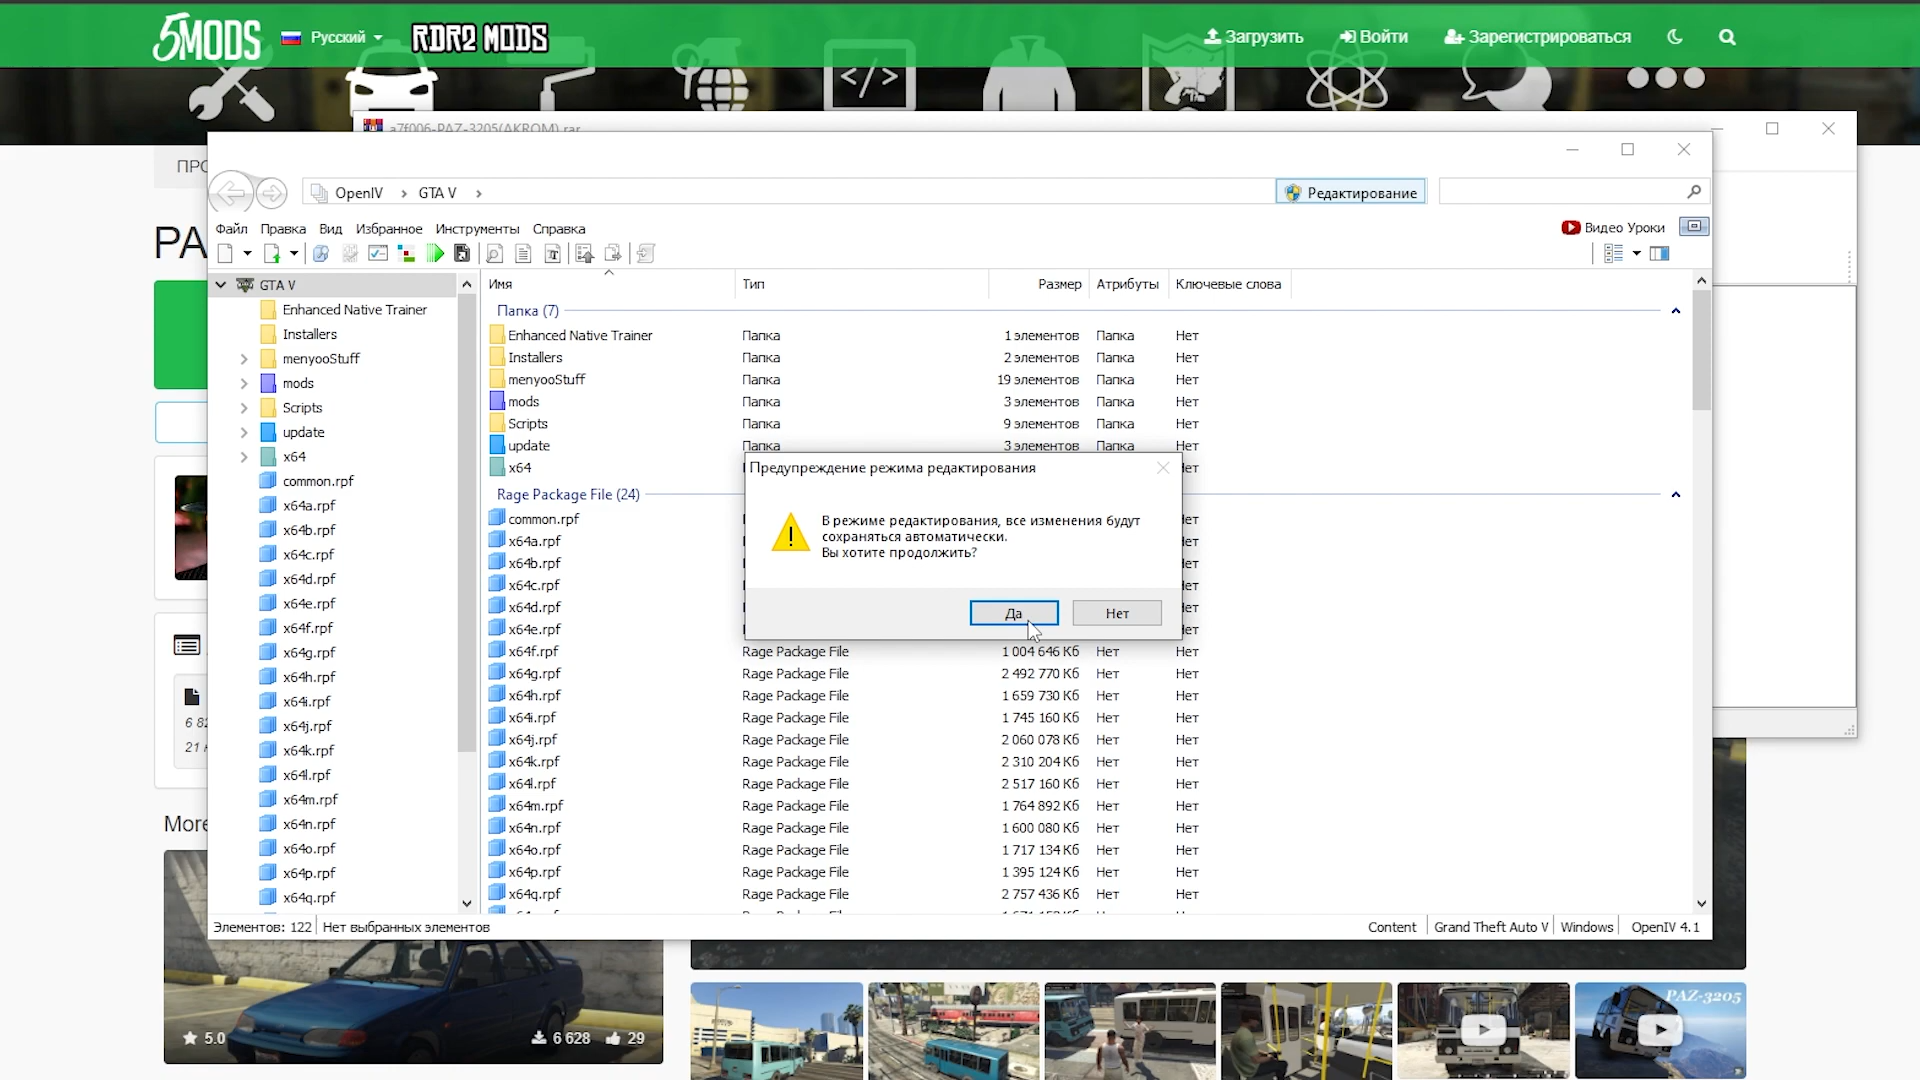 5MODS
Русский
RDR2 MODS
Загрузить
Войти
Зарегистрироваться
a7f006-PAZ-3205(AKROM).rar
OpenIV
GTA V
Редактирование
Файл
Правка
Вид
Избранное
Инструменты
Справка
Видео Уроки
GTA V
Enhanced Native Trainer
Installers
menyooStuff
mods
Scripts
update
x64
common.rpf
x64a.rpf
x64b.rpf
x64c.rpf
x64d.rpf
x64e.rpf
x64f.rpf
x64g.rpf
x64h.rpf
x64i.rpf
x64j.rpf
x64k.rpf
x64l.rpf
x64m.rpf
x64n.rpf
x64o.rpf
x64p.rpf
x64q.rpf
Имя Тип Размер Атрибуты Ключевые слова
Папка (7)
Enhanced Native Trainer Папка 1 элементов Папка Нет
Installers Папка 2 элементов Папка Нет
menyooStuff Папка 19 элементов Папка Нет
mods Папка 3 элементов Папка Нет
Scripts Папка 9 элементов Папка Нет
update Папка 3 элементов Папка Нет
x64
Rage Package File (24)
common.rpf
x64a.rpf
x64b.rpf
x64c.rpf
x64d.rpf
x64e.rpf
x64f.rpf Rage Package File 1 004 646 Кб Нет Нет
x64g.rpf Rage Package File 2 492 770 Кб Нет Нет
x64h.rpf Rage Package File 1 659 730 Кб Нет Нет
x64i.rpf Rage Package File 1 745 160 Кб Нет Нет
x64j.rpf Rage Package File 2 060 078 Кб Нет Нет
x64k.rpf Rage Package File 2 310 204 Кб Нет Нет
x64l.rpf Rage Package File 2 517 160 Кб Нет Нет
x64m.rpf Rage Package File 1 764 892 Кб Нет Нет
x64n.rpf Rage Package File 1 600 080 Кб Нет Нет
x64o.rpf Rage Package File 1 717 134 Кб Нет Нет
x64p.rpf Rage Package File 1 395 124 Кб Нет Нет
x64q.rpf Rage Package File 2 757 436 Кб Нет Нет
Предупреждение режима редактирования
В режиме редактирования, все изменения будут
сохраняться автоматически.
Вы хотите продолжить?
Да
Нет
Элементов: 122
Нет выбранных элементов
Content
Grand Theft Auto V
Windows
OpenIV 4.1
More
5.0
6 628
29
PAZ-3205